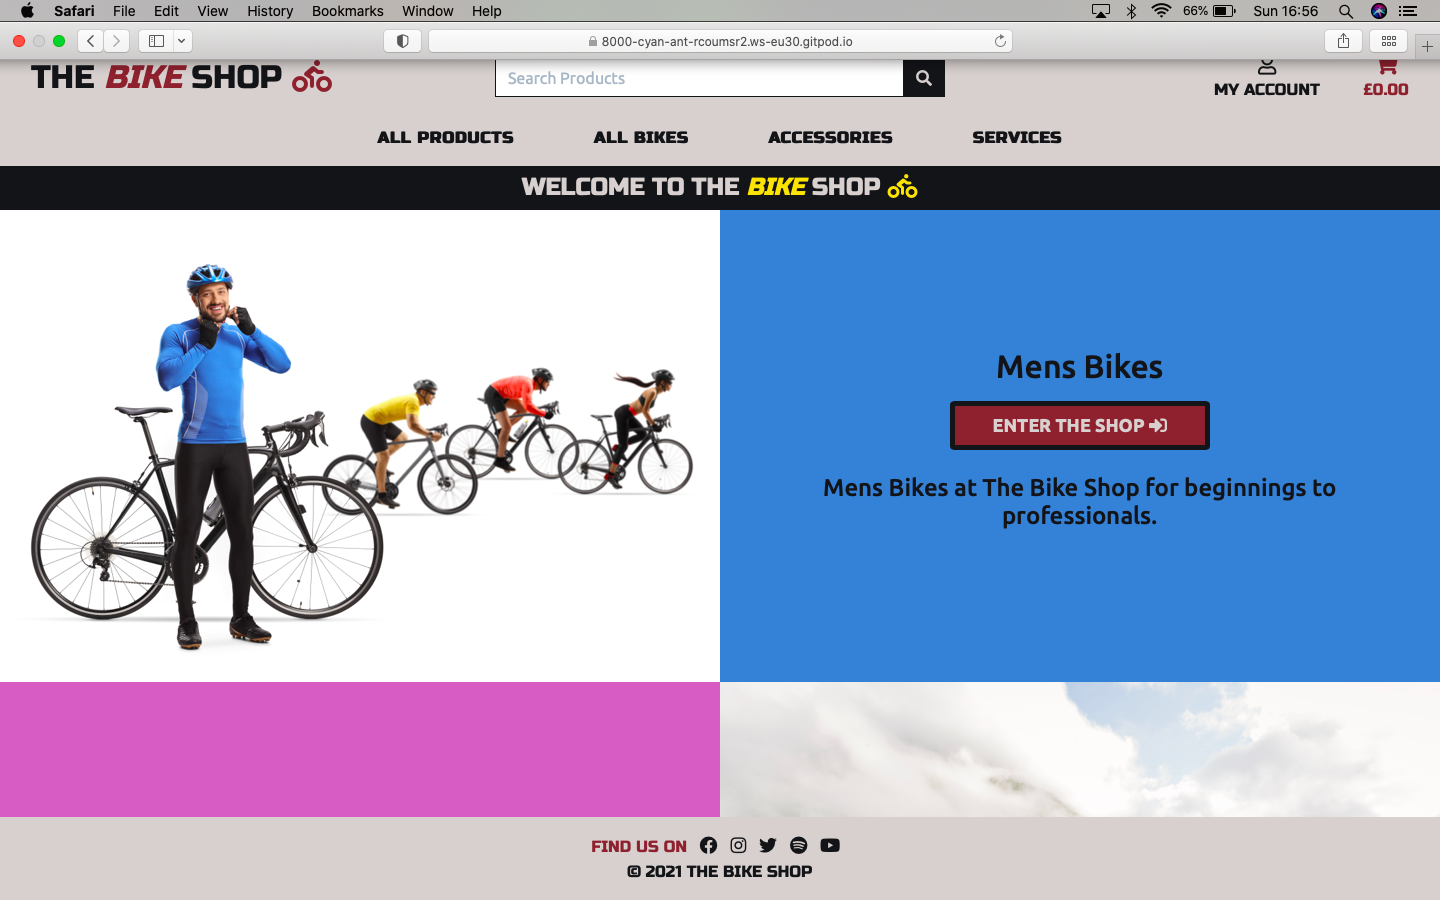 Safari File Edit View History Bookmarks Window Help 66% Sun 16:56
8000-cyan-ant-rcoumsr2.ws-eu30.gitpod.io
THE BIKE SHOP
Search Products
MY ACCOUNT
£0.00
ALL PRODUCTS ALL BIKES ACCESSORIES SERVICES
WELCOME TO THE BIKE SHOP
Mens Bikes
ENTER THE SHOP
Mens Bikes at The Bike Shop for beginnings to
professionals.
FIND US ON
© 2021 THE BIKE SHOP